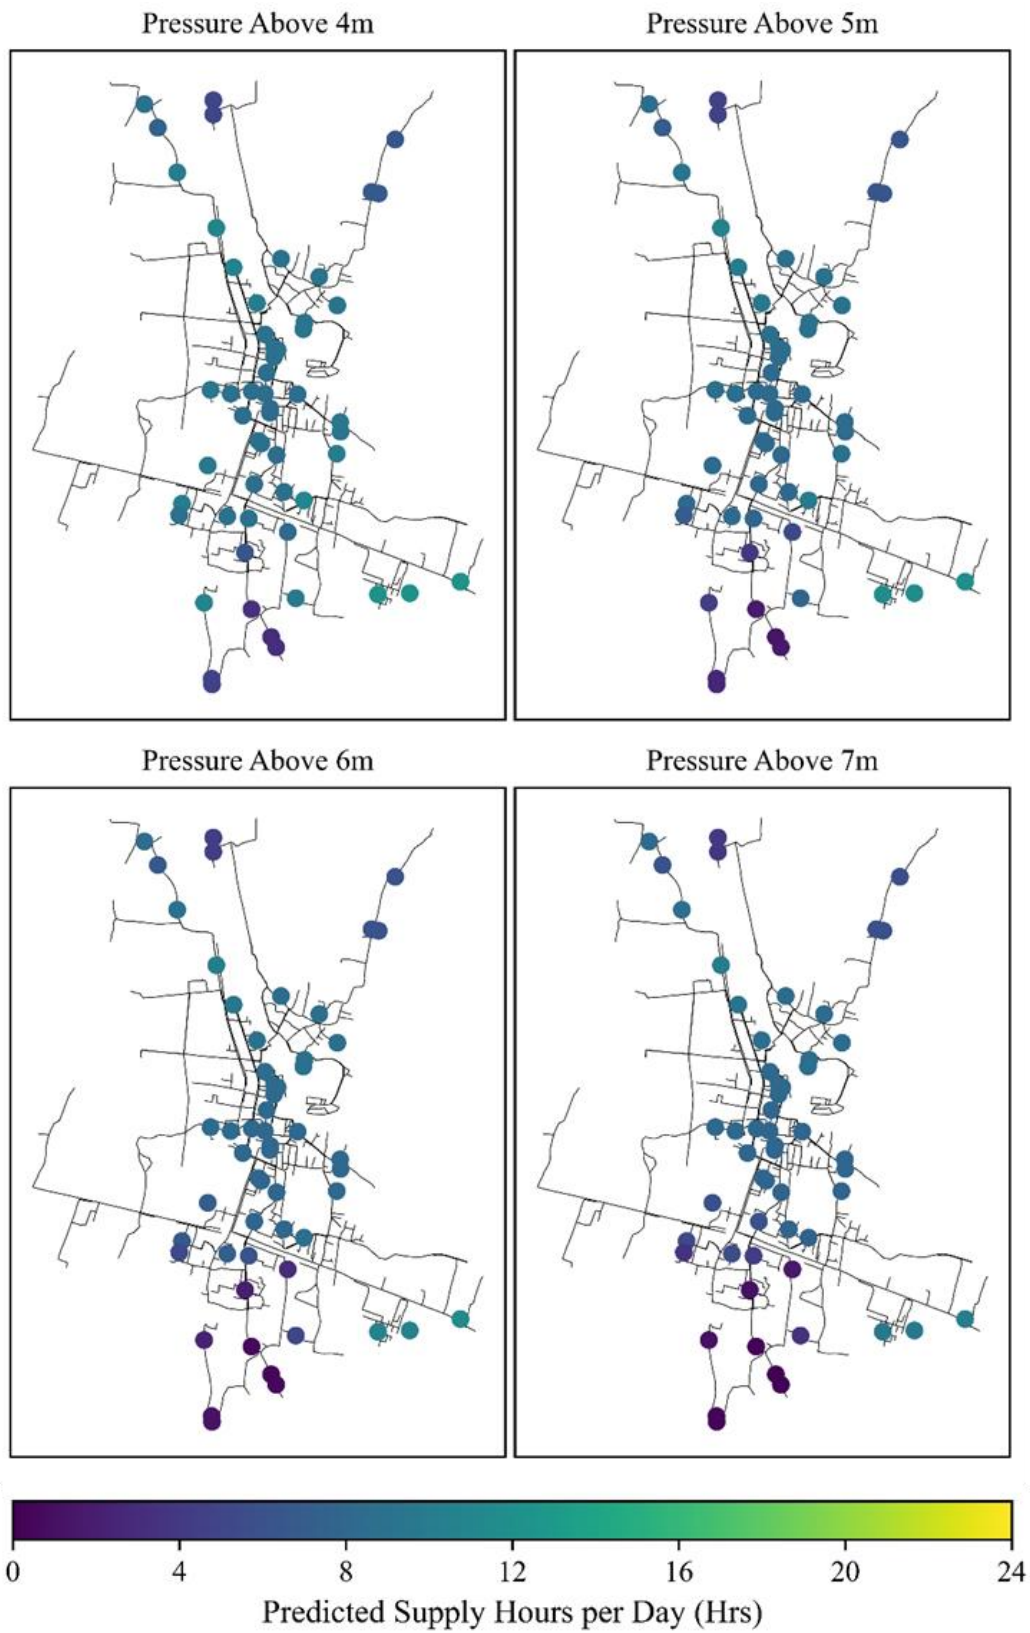 Pressure Above 4m
Pressure Above 5m
Pressure Above 6m
Pressure Above 7m
0 4 8 12 16 20 24
Predicted Supply Hours per Day (Hrs)